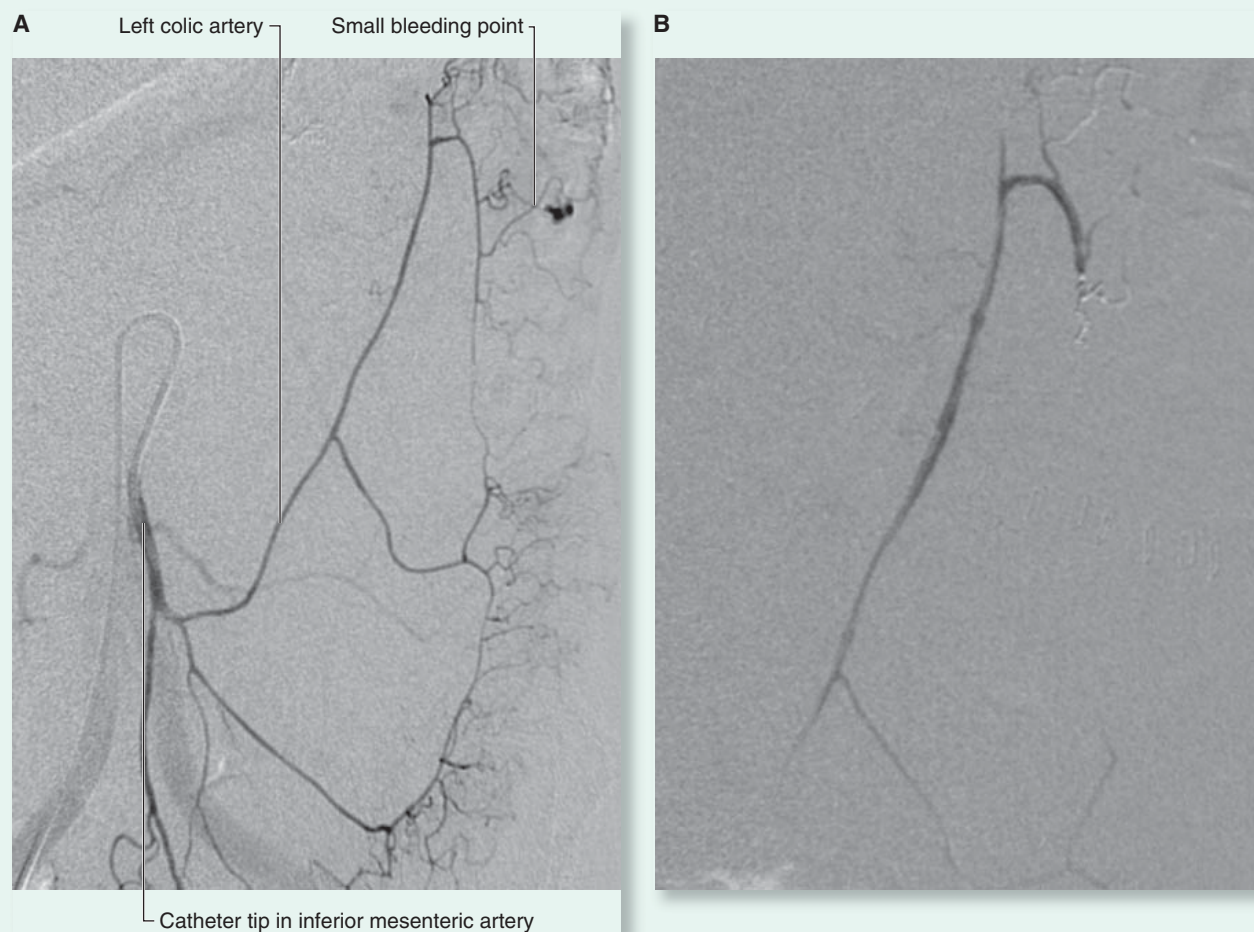 A
Left colic artery
Small bleeding point
B
Catheter tip in inferior mesenteric artery